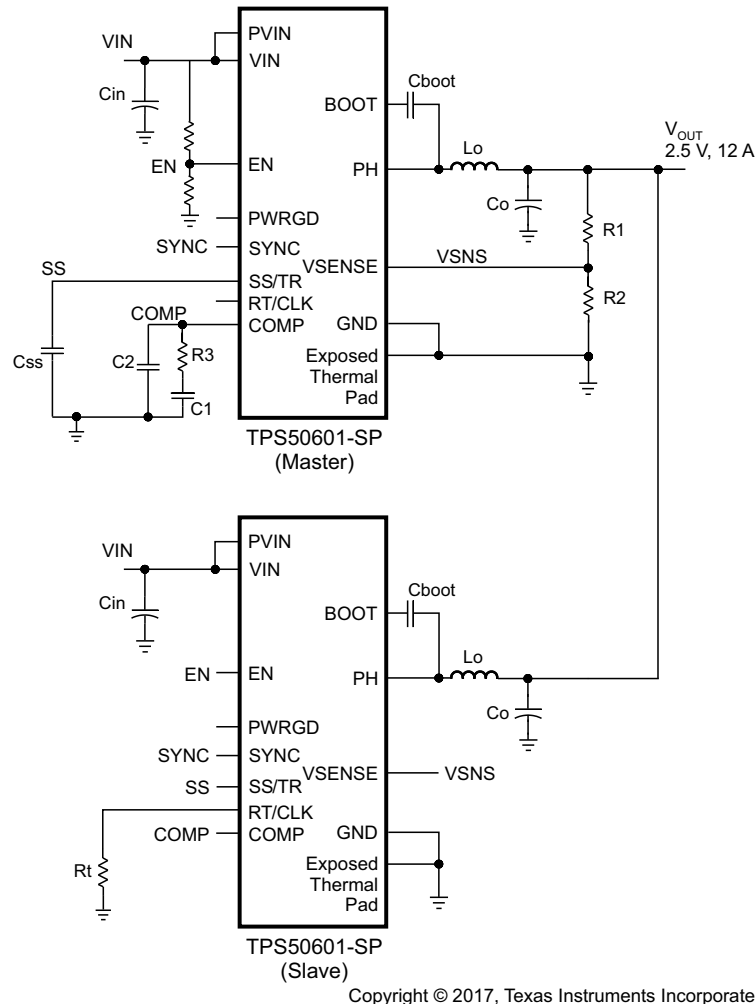 VIN
PVIN
VIN
Cin
Cboot
BOOT
V_OUT
2.5 V, 12 A
EN
EN
PH
Lo
Co
R1
PWRGD
SYNC
SYNC
VSENSE
VSNS
SS
SS/TR
RT/CLK
R2
COMP
COMP
GND
Css
C2
R3
C1
Exposed
Thermal
Pad
TPS50601-SP
(Master)
VIN
PVIN
VIN
Cin
Cboot
BOOT
EN
EN
PH
Lo
Co
PWRGD
SYNC
SYNC
VSENSE
VSNS
SS
SS/TR
RT/CLK
COMP
COMP
GND
Rt
Exposed
Thermal
Pad
TPS50601-SP
(Slave)
Copyright © 2017, Texas Instruments Incorporate